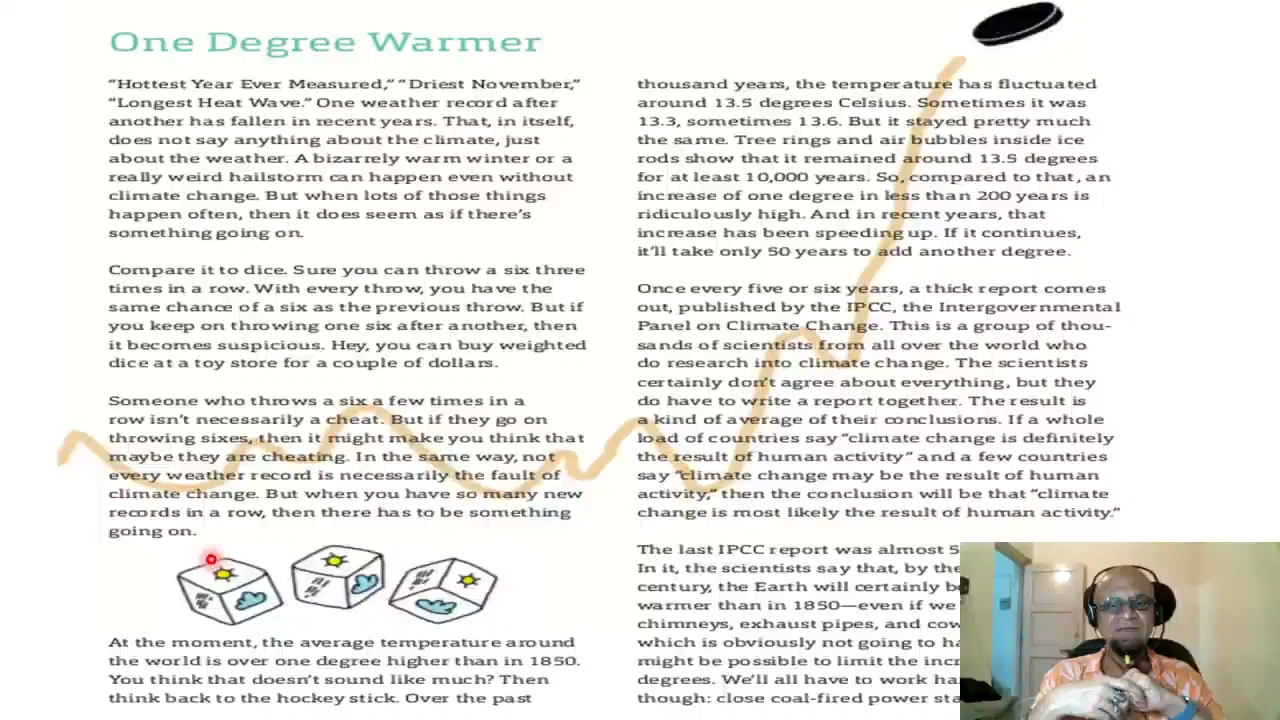 One Degree Warmer
“Hottest Year Ever Measured,” “Driest November,”
“Longest Heat Wave.” One weather record after
another has fallen in recent years. That, in itself,
does not say anything about the climate, just
about the weather. A bizarrely warm winter or a
really weird hailstorm can happen even without
climate change. But when lots of those things
happen often, then it does seem as if there’s
something going on.
Compare it to dice. Sure you can throw a six three
times in a row. With every throw, you have the
same chance of a six as the previous throw. But if
you keep on throwing one six after another, then
it becomes suspicious. Hey, you can buy weighted
dice at a toy store for a couple of dollars.
Someone who throws a six a few times in a
row isn’t necessarily a cheat. But if they go on
throwing sixes, then it might make you think that
maybe they are cheating. In the same way, not
every weather record is necessarily the fault of
climate change. But when you have so many new
records in a row, then there has to be something
going on.
At the moment, the average temperature around
the world is over one degree higher than in 1850.
You think that doesn’t sound like much? Then
think back to the hockey stick. Over the past
thousand years, the temperature has fluctuated
around 13.5 degrees Celsius. Sometimes it was
13.3, sometimes 13.6. But it stayed pretty much
the same. Tree rings and air bubbles inside ice
rods show that it remained around 13.5 degrees
for at least 10,000 years. So, compared to that, an
increase of one degree in less than 200 years is
ridiculously high. And in recent years, that
increase has been speeding up. If it continues,
it’ll take only 50 years to add another degree.
Once every five or six years, a thick report comes
out, published by the IPCC, the Intergovernmental
Panel on Climate Change. This is a group of thou-
sands of scientists from all over the world who
do research into climate change. The scientists
certainly don’t agree about everything, but they
do have to write a report together. The result is
a kind of average of their conclusions. If a whole
load of countries say “climate change is definitely
the result of human activity” and a few countries
say “climate change may be the result of human
activity,” then the conclusion will be that “climate
change is most likely the result of human activity.”
The last IPCC report was almost 5
In it, the scientists say that, by the
century, the Earth will certainly b
warmer than in 1850—even if we
chimneys, exhaust pipes, and cow
which is obviously not going to ha
might be possible to limit the incr
degrees. We’ll all have to work ha
though: close coal-fired power sta